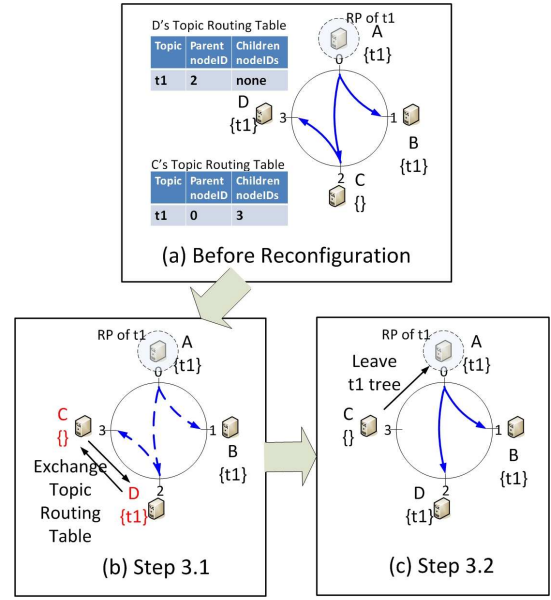 D's Topic Routing Table
Topic Parent nodeID Children nodeIDs
t1 2 none
RP of t1
A
{t1}
0
D
{t1}
3
1
B
{t1}
C's Topic Routing Table
Topic Parent nodeID Children nodeIDs
t1 0 3
2
C
{}
(a) Before Reconfiguration
RP of t1
A
{t1}
0
C
{}
3
1
B
{t1}
Exchange
Topic
Routing
Table
2
D
{t1}
(b) Step 3.1
RP of t1
A
{t1}
0
Leave
t1 tree
C
{}
3
1
B
{t1}
2
D
{t1}
(c) Step 3.2